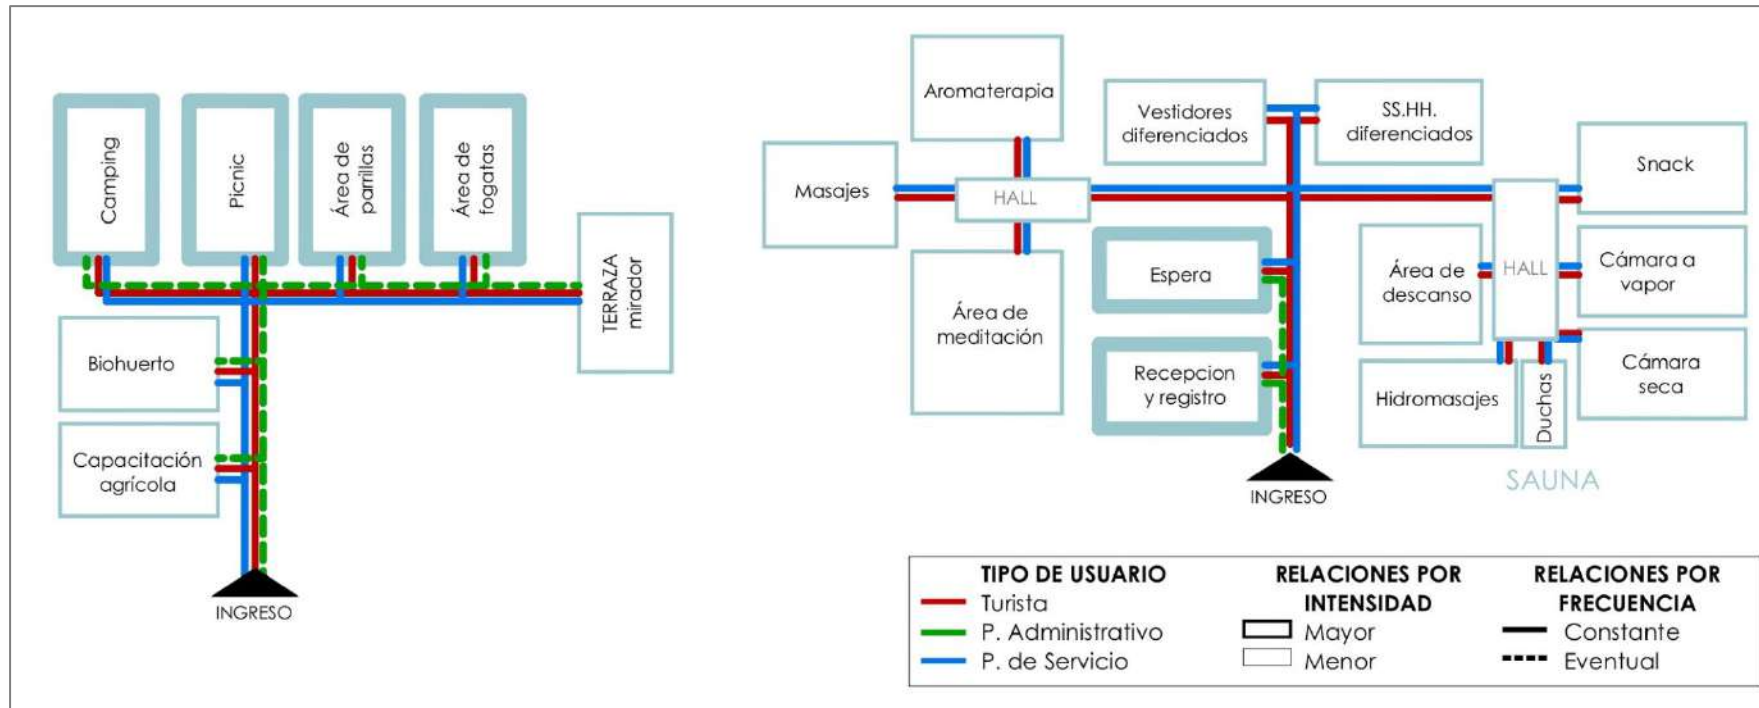 Camping
Picnic
Área de
parrillas
Área de
fogatas
TERRAZA
mirador
Biohuerto
Capacitación
agrícola
INGRESO
Aromaterapia
Masajes
HALL
Área de
meditación
Vestidores
diferenciados
SS.HH.
diferenciados
Espera
Recepcion
y registro
INGRESO
Snack
Área de
descanso
HALL
Cámara a
vapor
Cámara
seca
Hidromasajes
Duchas
SAUNA
TIPO DE USUARIO
Turista
P. Administrativo
P. de Servicio
RELACIONES POR
INTENSIDAD
Mayor
Menor
RELACIONES POR
FRECUENCIA
Constante
Eventual